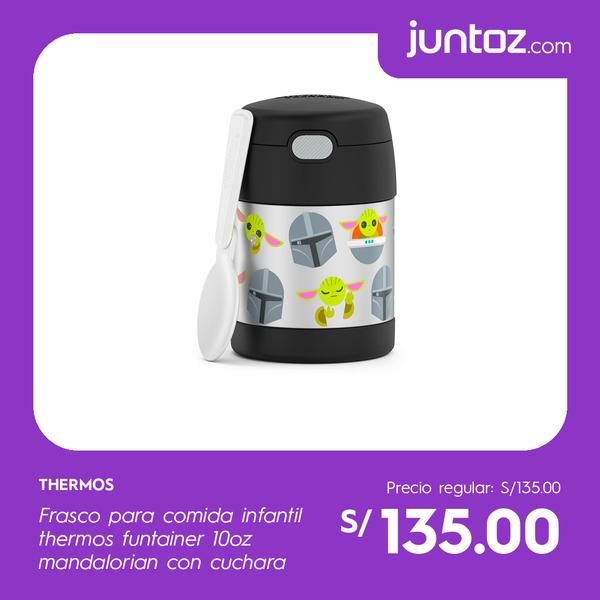 juntoz.com
THERMOS
Frasco para comida infantil
thermos funtainer 10oz
mandalorian con cuchara
Precio regular: S/135.00
S/135.00